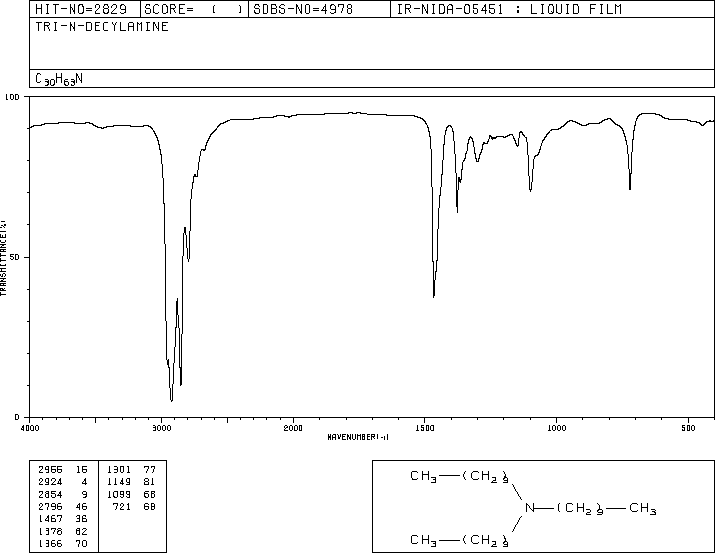 HIT-NO=2829 SCORE= ( ) SDBS-NO=4978 IR-NIDA-05451 : LIQUID FILM
TRI-N-DECYLAMINE
C30H63N
100
50
0
TRANSMITTANCE(%)
4000 3000 2000 1500 1000 500
WAVENUMBER(-1)
2966 16 1301 77
2924 4 1149 81
2854 9 1099 68
2796 46 721 68
1467 36
1378 62
1366 70
CH3—(CH2)9
N—(CH2)9—CH3
CH3—(CH2)9